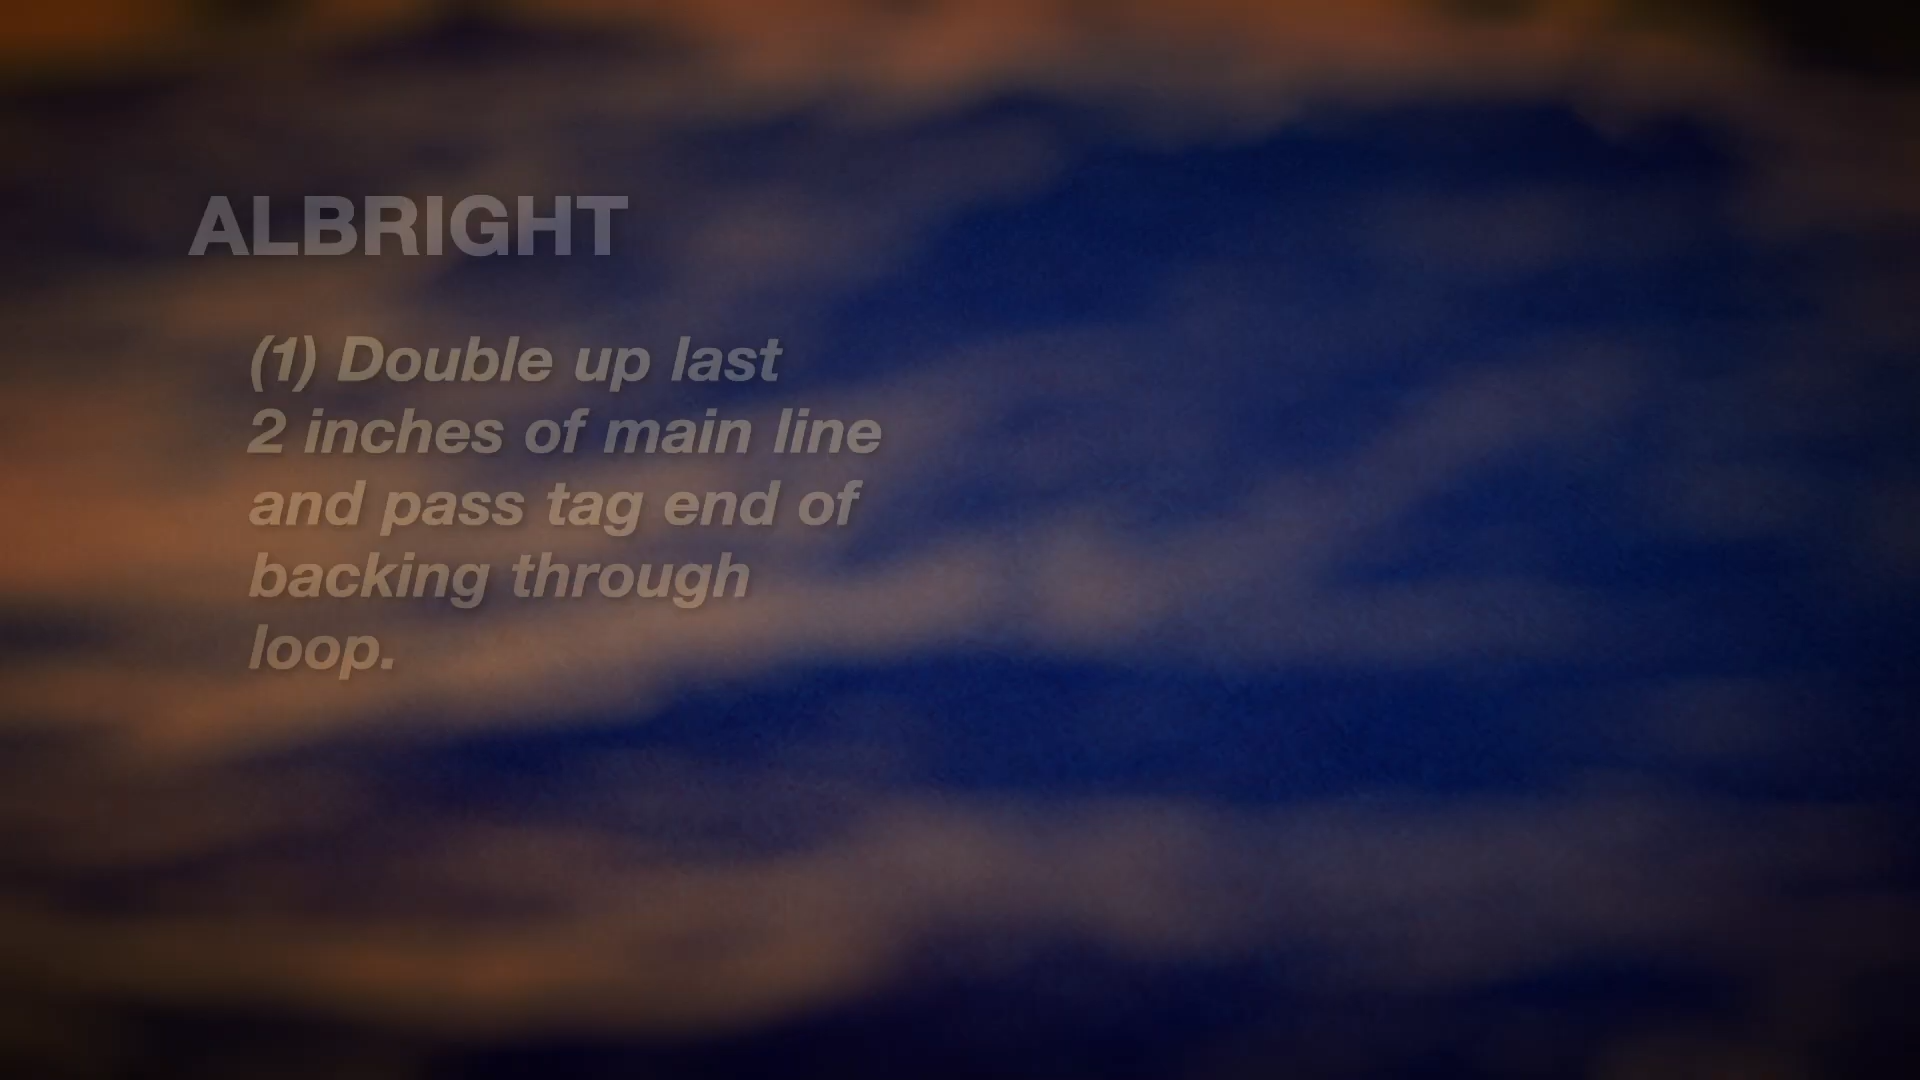 ALBRIGHT
(1) Double up last
2 inches of main line
and pass tag end of
backing through
loop.